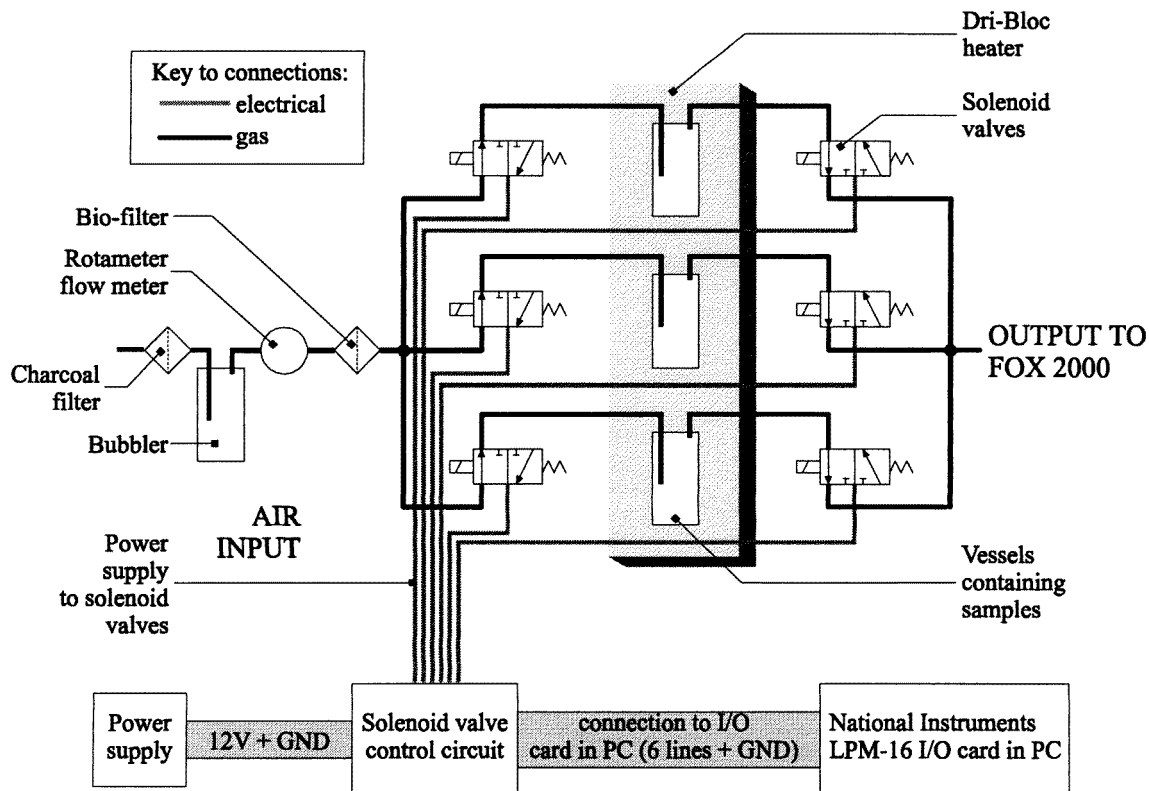 Key to connections:
electrical
gas
Dri-Bloc
heater
Solenoid
valves
Bio-filter
Rotameter
flow meter
Charcoal
filter
Bubbler
OUTPUT TO
FOX 2000
AIR
INPUT
Power
supply
to solenoid
valves
Vessels
containing
samples
Power
supply
12V + GND
Solenoid valve
control circuit
connection to I/O
card in PC (6 lines + GND)
National Instruments
LPM-16 I/O card in PC